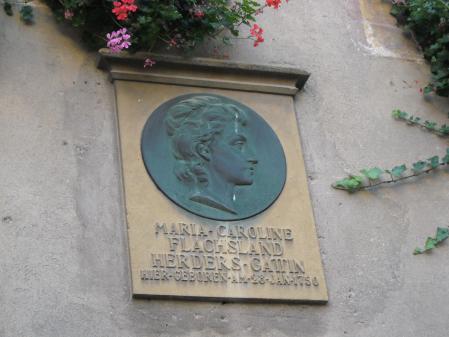 MARIA·CAROLINE
FLACHSLAND
HERDERS·GATTIN
HIER·GEBOREN·AM·28·JAN·1750